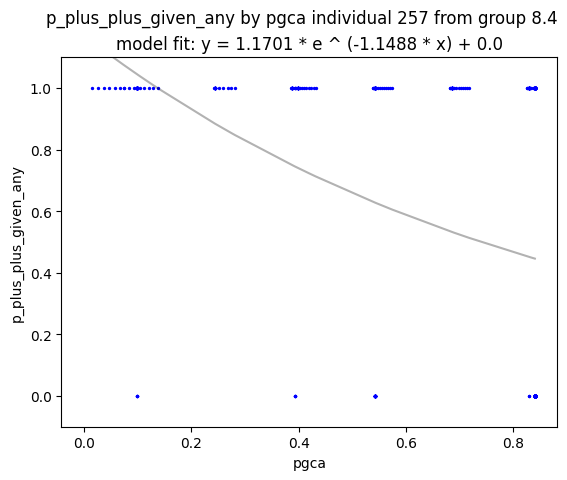 p_plus_plus_given_any by pgca individual 257 from group 8.4
model fit: y = 1.1701 * e ^ (-1.1488 * x) + 0.0
1.0
0.8
0.6
0.4
0.2
0.0
p_plus_plus_given_any
0.0 0.2 0.4 0.6 0.8
pgca